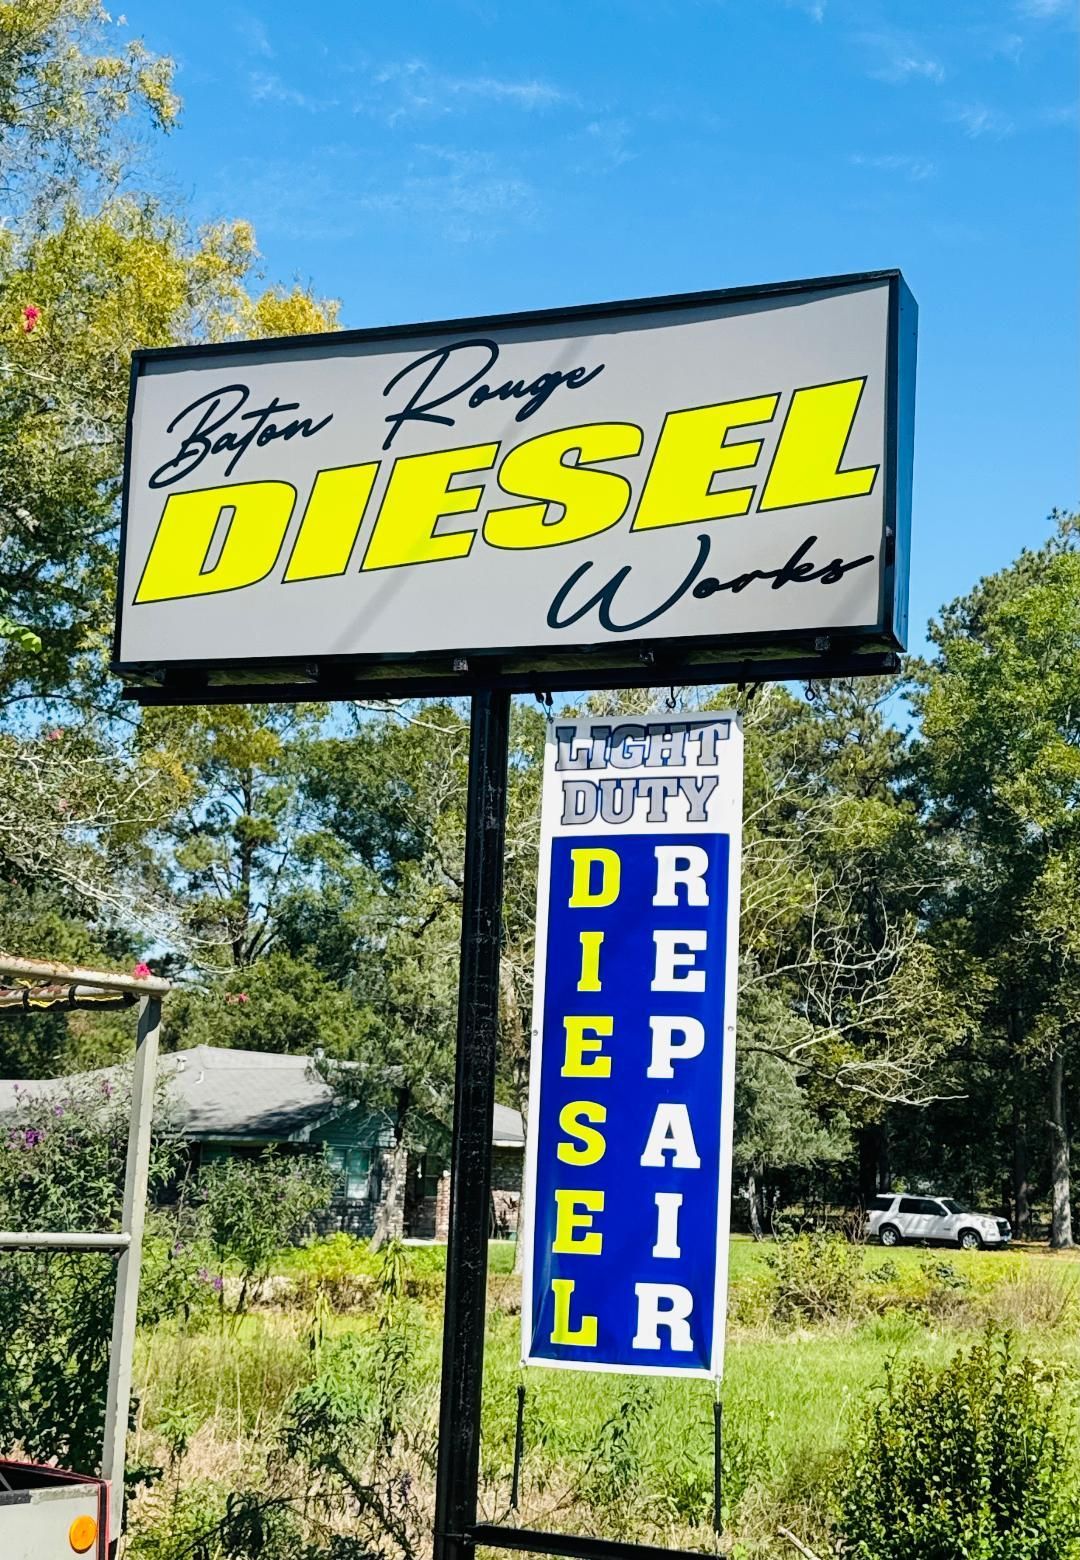 Baton Rouge
DIESEL
Works
LIGHT
DUTY
DIESEL
REPAIR